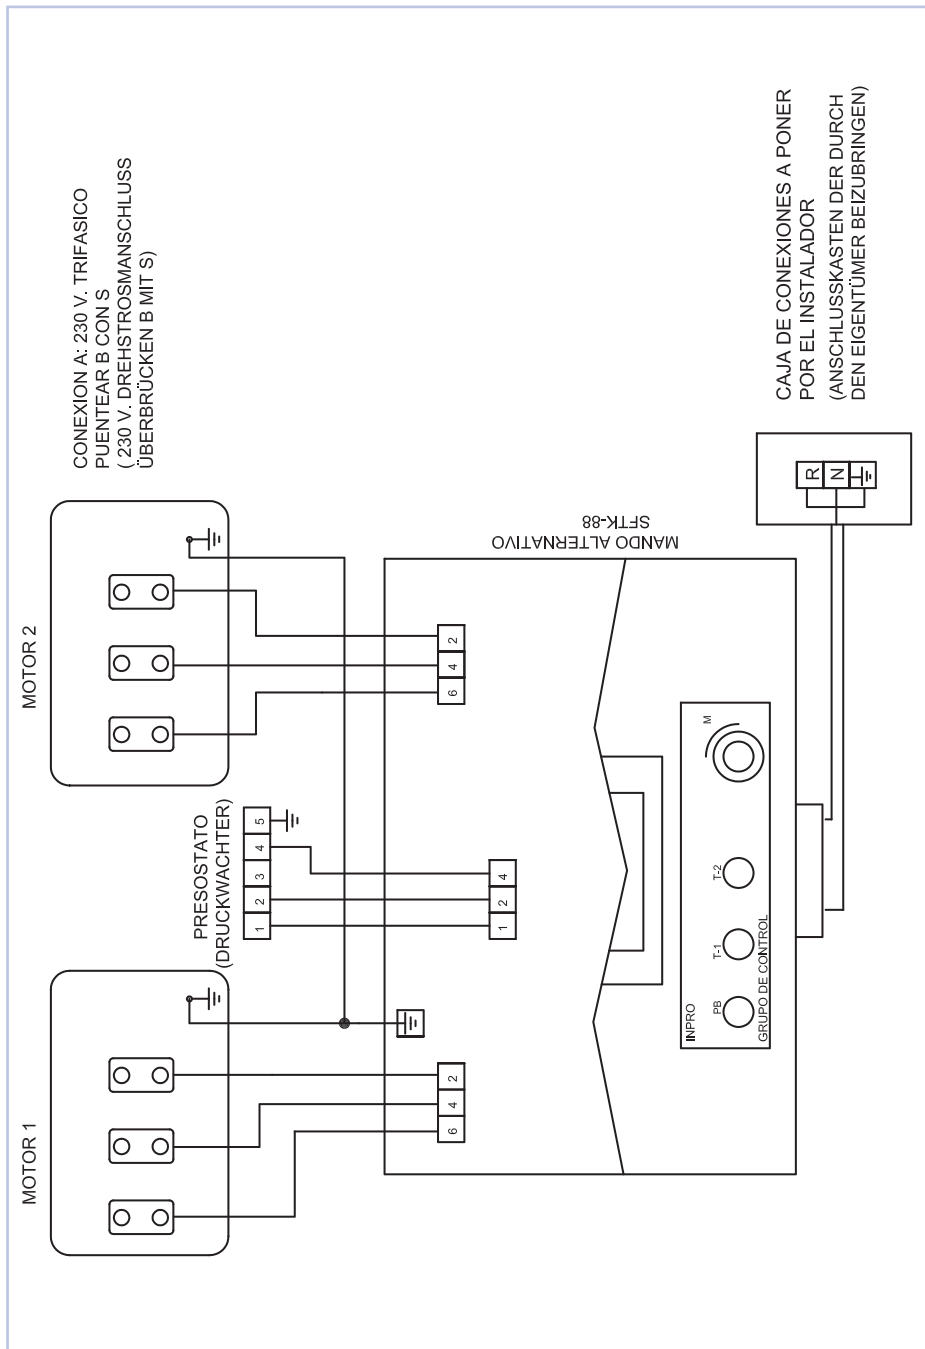 MOTOR 1
MOTOR 2
CONEXION A: 230 V. TRIFASICO
PUENTEAR B CON S
( 230 V. DREHSTROSMANSCHLUSS
ÜBERBRÜCKEN B MIT S)
PRESOSTATO
(DRUCKWACHTER)
1 2 3 4 5
6 4 2
1 2 4
6 4 2
MANDO ALTERNATIVO
SFTK-88
INPRO
PB T-1 T-2 M
GRUPO DE CONTROL
R N
CAJA DE CONEXIONES A PONER
POR EL INSTALADOR
(ANSCHLUSSKASTEN DER DURCH
DEN EIGENTÜMER BEIZUBRINGEN)